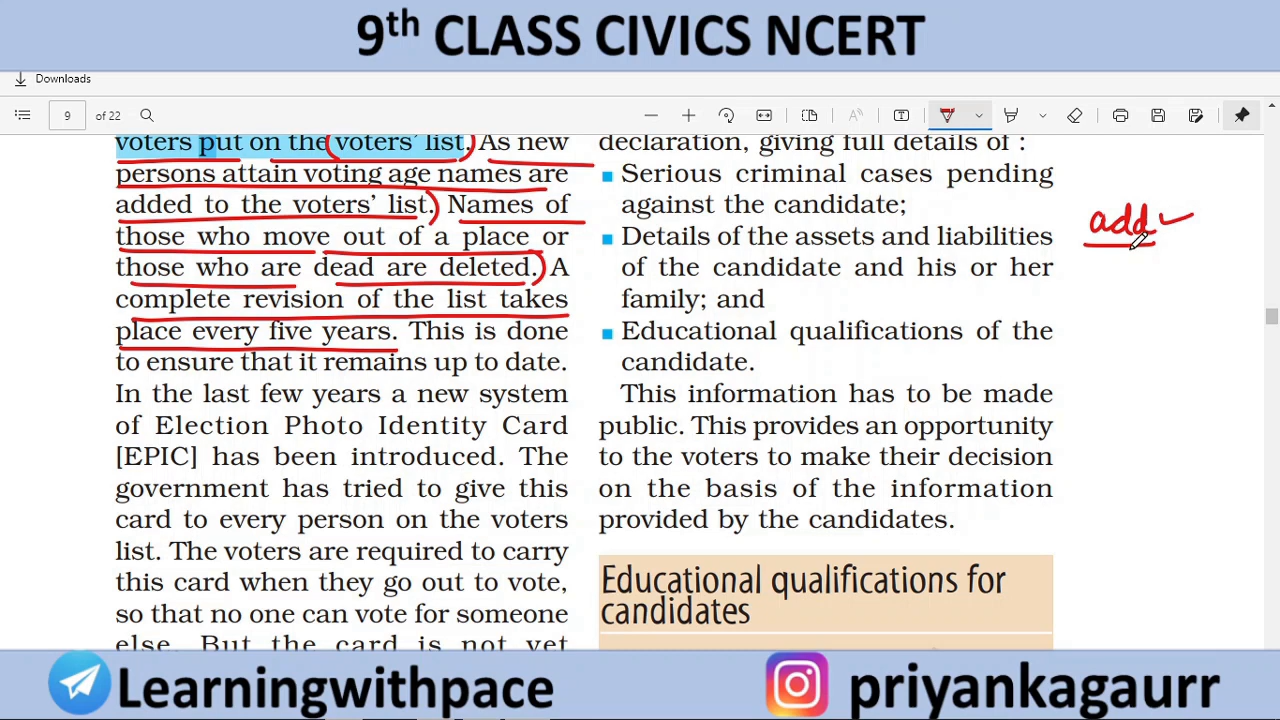 9th CLASS CIVICS NCERT
Downloads
9 of 22
voters put on the voters' list. As new
persons attain voting age names are
added to the voters' list. Names of
those who move out of a place or
those who are dead are deleted. A
complete revision of the list takes
place every five years. This is done
to ensure that it remains up to date.
In the last few years a new system
of Election Photo Identity Card
[EPIC] has been introduced. The
government has tried to give this
card to every person on the voters
list. The voters are required to carry
this card when they go out to vote,
so that no one can vote for someone
else. But the card is not yet
declaration, giving full details of :
Serious criminal cases pending
against the candidate;
Details of the assets and liabilities
of the candidate and his or her
family; and
Educational qualifications of the
candidate.
This information has to be made
public. This provides an opportunity
to the voters to make their decision
on the basis of the information
provided by the candidates.
Educational qualifications for
candidates
add
Learningwithpace
priyankagaurr